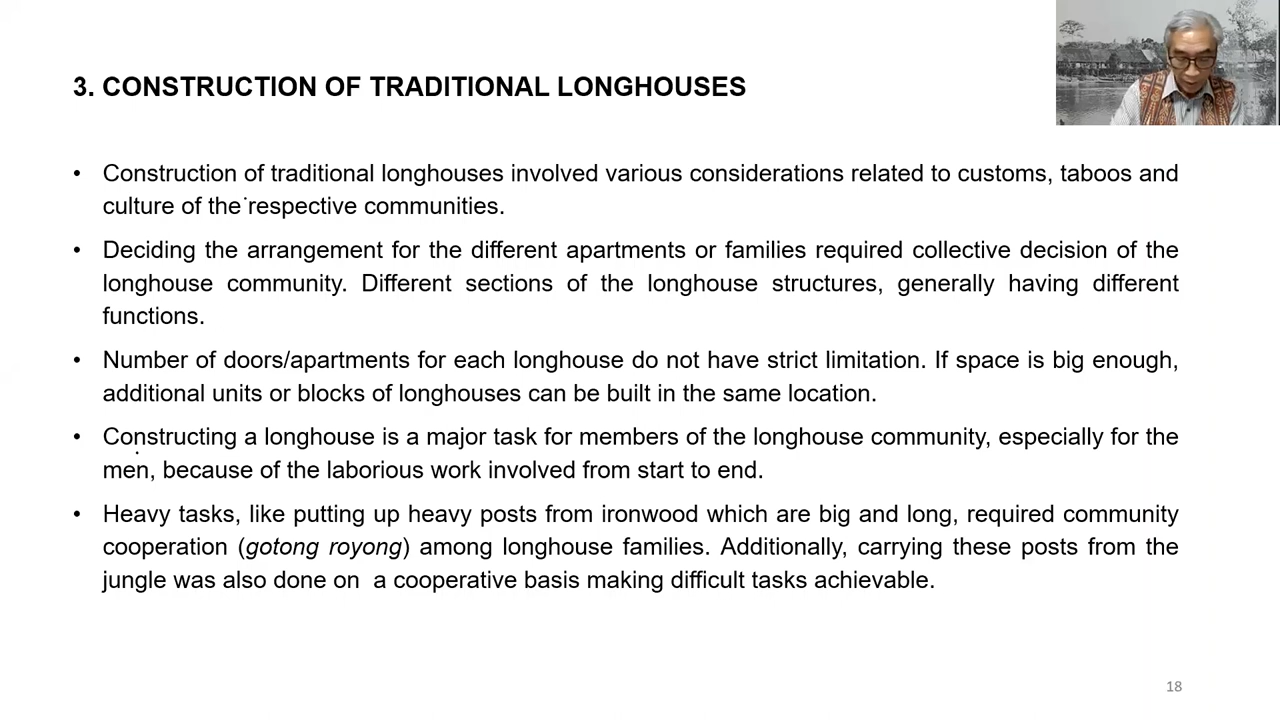 3. CONSTRUCTION OF TRADITIONAL LONGHOUSES
• Construction of traditional longhouses involved various considerations related to customs, taboos and
culture of the respective communities.
• Deciding the arrangement for the different apartments or families required collective decision of the
longhouse community. Different sections of the longhouse structures, generally having different
functions.
• Number of doors/apartments for each longhouse do not have strict limitation. If space is big enough,
additional units or blocks of longhouses can be built in the same location.
• Constructing a longhouse is a major task for members of the longhouse community, especially for the
men, because of the laborious work involved from start to end.
• Heavy tasks, like putting up heavy posts from ironwood which are big and long, required community
cooperation (gotong royong) among longhouse families. Additionally, carrying these posts from the
jungle was also done on  a cooperative basis making difficult tasks achievable.
18